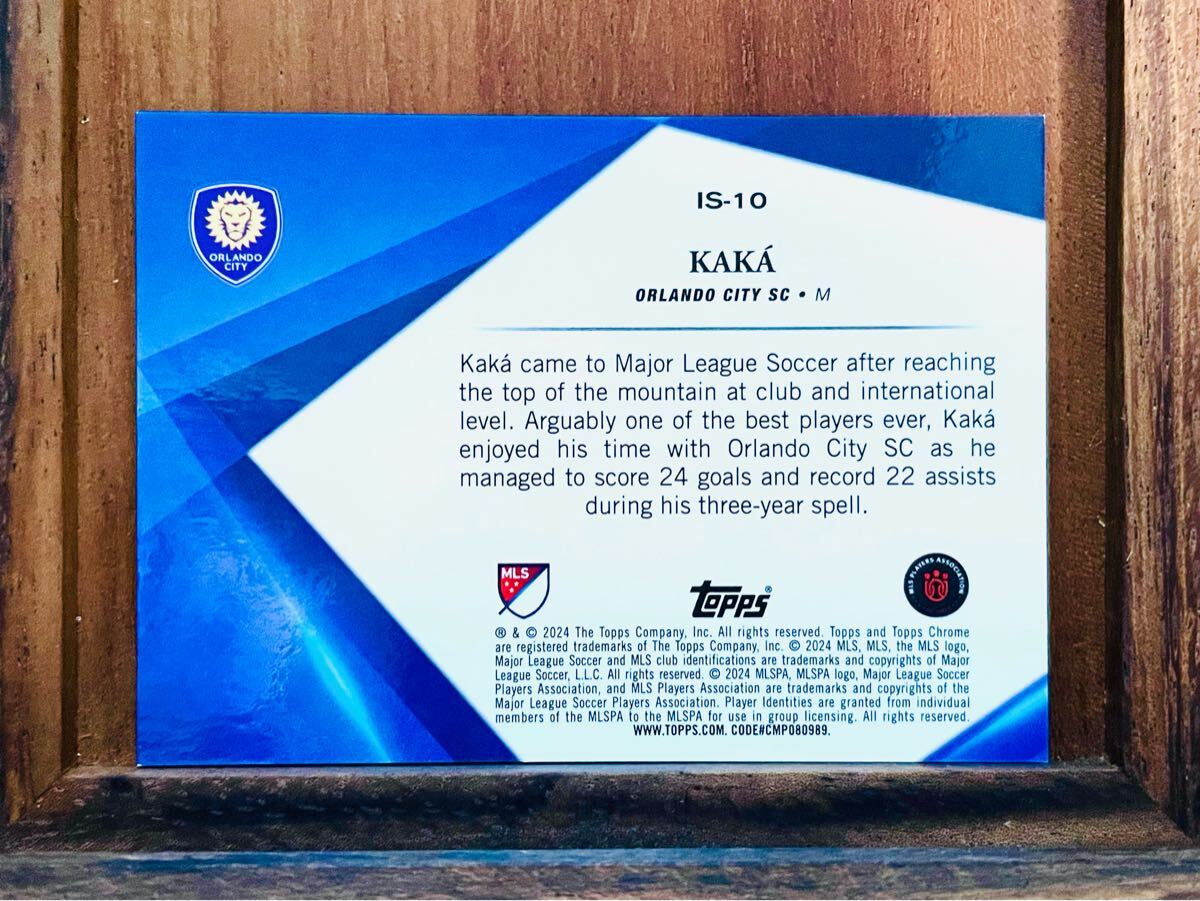 ORLANDO
CITY
IS-10
KAKÁ
ORLANDO CITY SC • M
Kaká came to Major League Soccer after reaching
the top of the mountain at club and international
level. Arguably one of the best players ever, Kaká
enjoyed his time with Orlando City SC as he
managed to score 24 goals and record 22 assists
during his three-year spell.
MLS
Topps®
MLS PLAYERS ASSOCIATION
® & © 2024 The Topps Company, Inc. All rights reserved. Topps and Topps Chrome
are registered trademarks of The Topps Company, Inc. © 2024 MLS, MLS, the MLS logo,
Major League Soccer and MLS club identifications are trademarks and copyrights of Major
League Soccer, L.L.C. All rights reserved. © 2024 MLSPA, MLSPA logo, Major League Soccer
Players Association, and MLS Players Association are trademarks and copyrights of the
Major League Soccer Players Association. Player Identities are granted from individual
members of the MLSPA to the MLSPA for use in group licensing. All rights reserved.
WWW.TOPPS.COM. CODE#CMP080989.